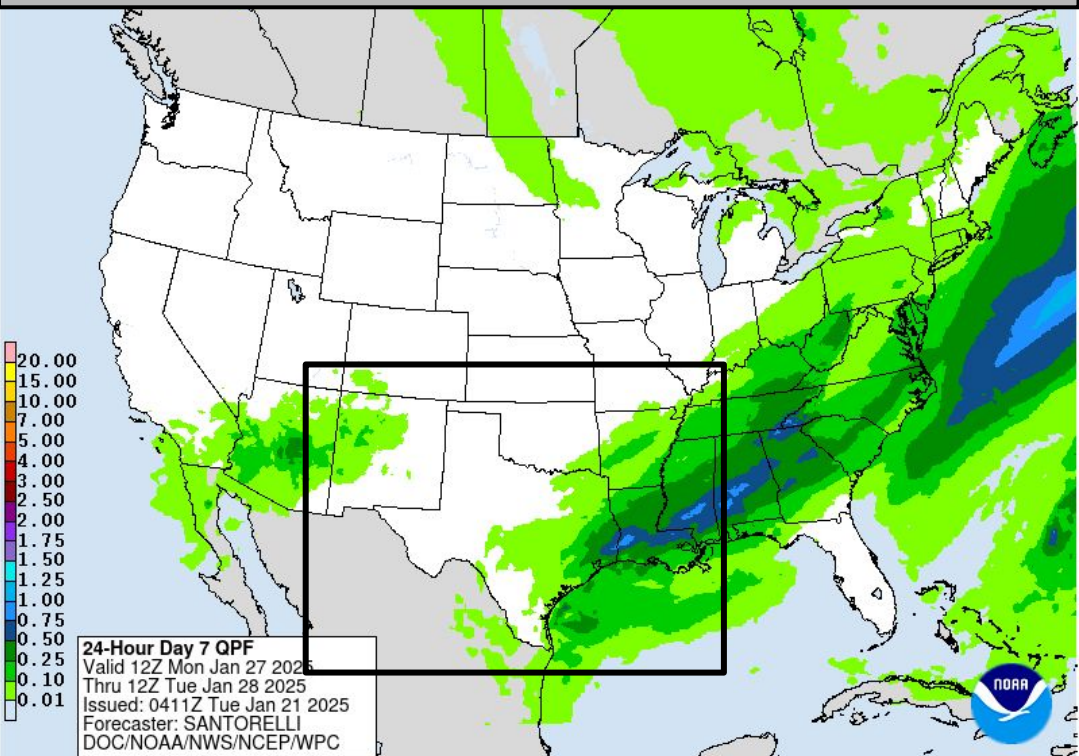 20.00
15.00
10.00
7.00
5.00
4.00
3.00
2.50
2.00
1.75
1.50
1.25
1.00
0.75
0.50
0.25
0.10
0.01
24-Hour Day 7 QPF
Valid 12Z Mon Jan 27 2025
Thru 12Z Tue Jan 28 2025
Issued: 0411Z Tue Jan 21 2025
Forecaster: SANTORELLI
DOC/NOAA/NWS/NCEP/WPC
NOAA